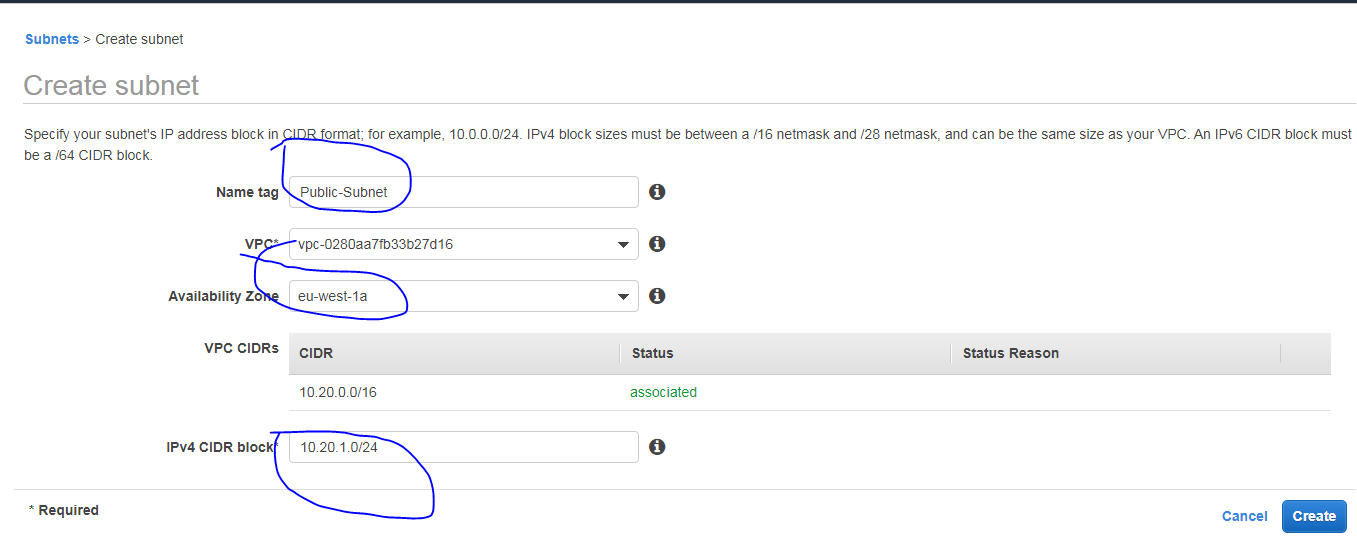 Subnets > Create subnet
Create subnet
Specify your subnet's IP address block in CIDR format; for example, 10.0.0.0/24. IPv4 block sizes must be between a /16 netmask and /28 netmask, and can be the same size as your VPC. An IPv6 CIDR block must
be a /64 CIDR block.
Name tag Public-Subnet
VPC* vpc-0280aa7fb33b27d16
Availability Zone eu-west-1a
VPC CIDRs CIDR Status Status Reason
10.20.0.0/16 associated
IPv4 CIDR block* 10.20.1.0/24
* Required
Cancel Create